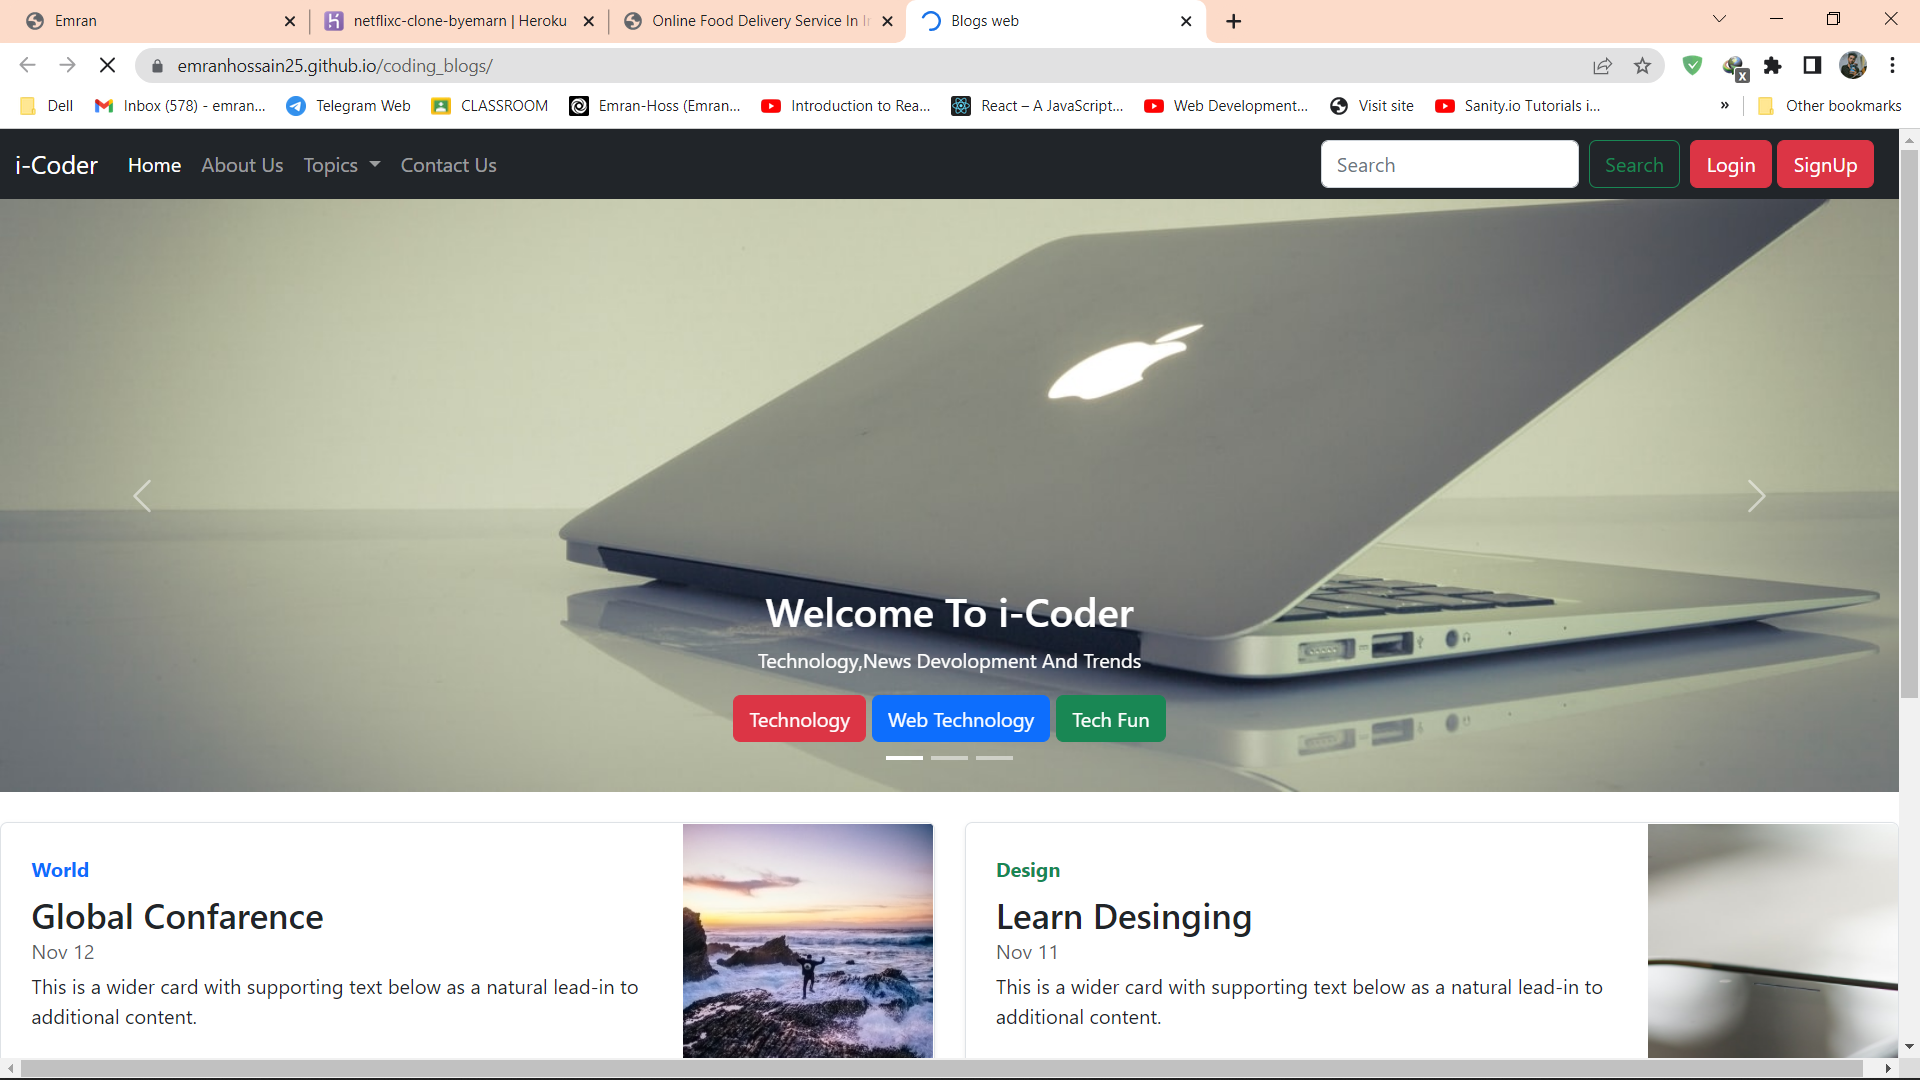 Emran
netflixc-clone-byemarn | Heroku
Online Food Delivery Service In
Blogs web
emranhossain25.github.io/coding_blogs/
X
Dell
Inbox (578) - emran...
Telegram Web
CLASSROOM
Emran-Hoss (Emran...
Introduction to Rea...
React – A JavaScript...
Web Development...
Visit site
Sanity.io Tutorials i...
»
Other bookmarks
i-Coder
Home
About Us
Topics
Contact Us
Search
Search
Login
SignUp
Welcome To i-Coder
Technology,News Devolopment And Trends
Technology
Web Technology
Tech Fun
World
Global Confarence
Nov 12
This is a wider card with supporting text below as a natural lead-in to
additional content.
Design
Learn Desinging
Nov 11
This is a wider card with supporting text below as a natural lead-in to
additional content.